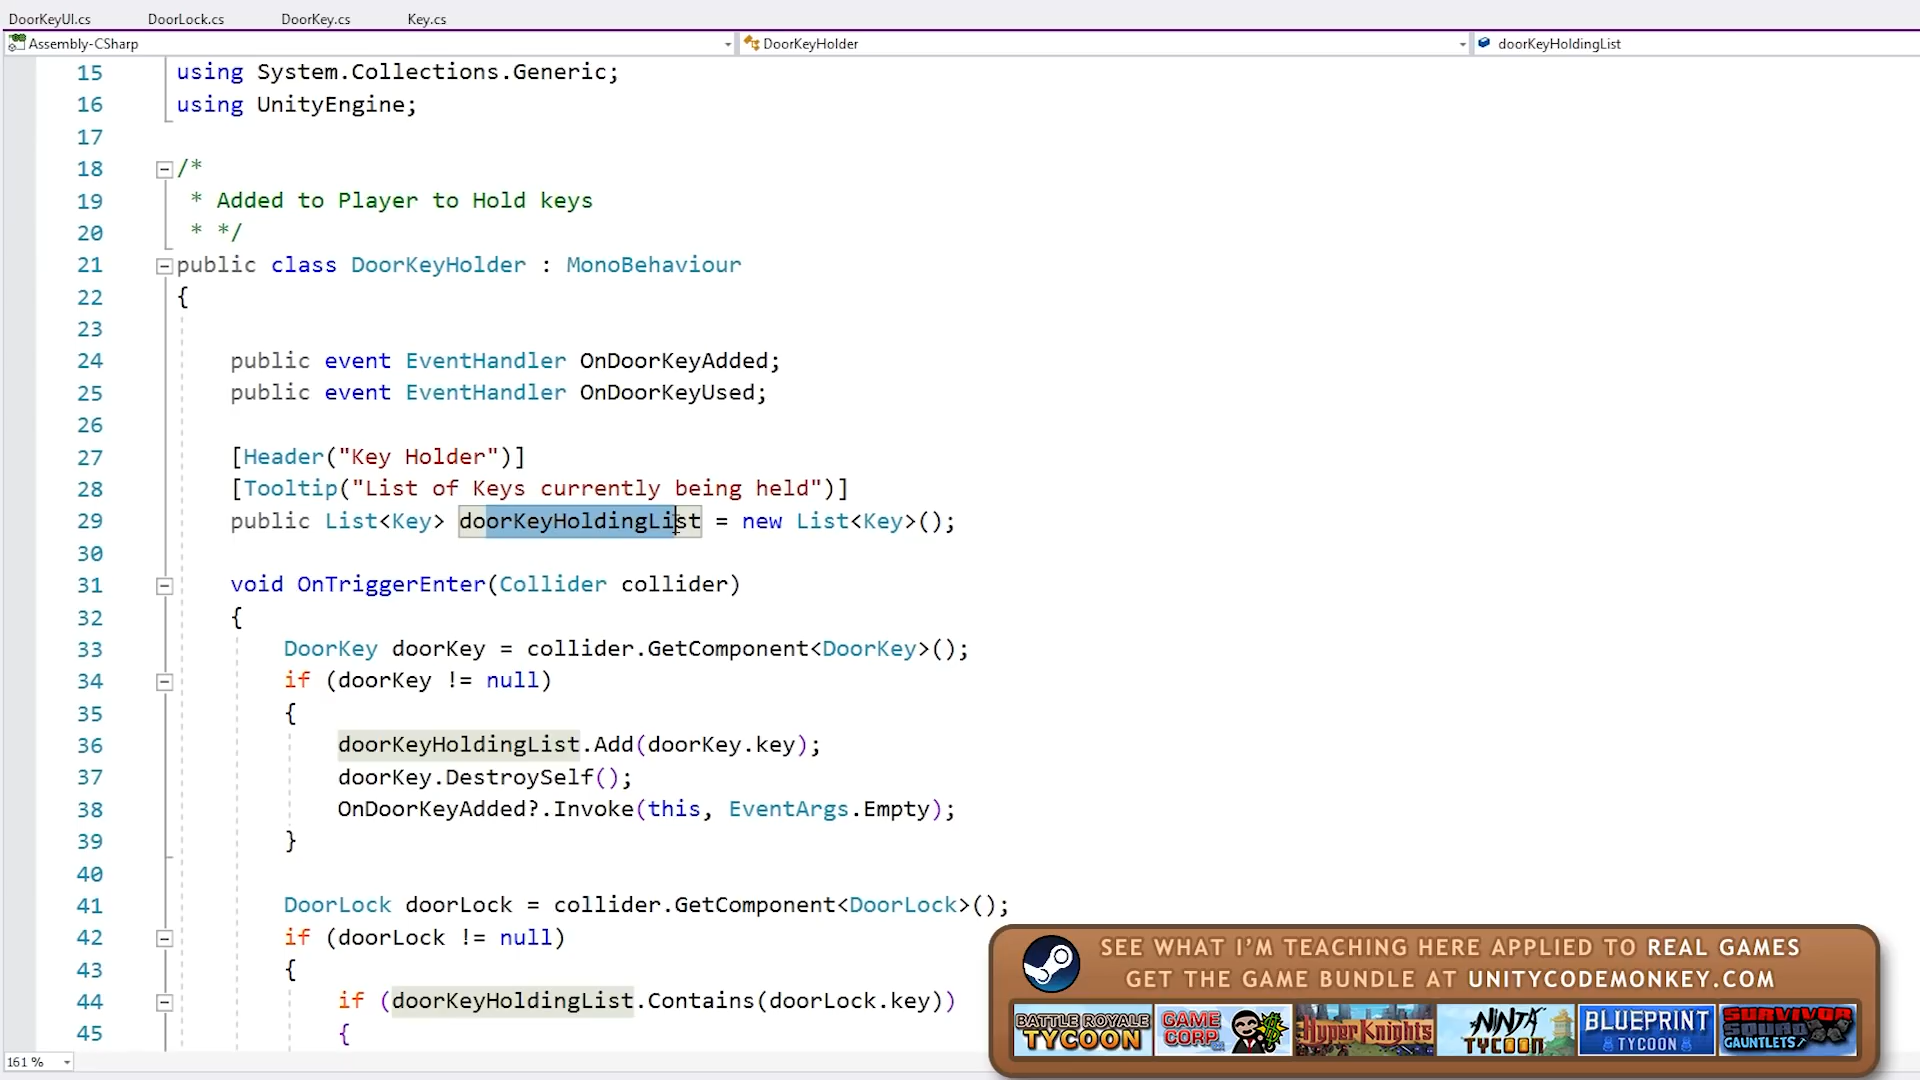 DoorKeyUI.cs DoorLock.cs DoorKey.cs Key.cs
Assembly-CSharp DoorKeyHolder doorKeyHoldingList
15 using System.Collections.Generic;
16 using UnityEngine;
17
18 /*
19 * Added to Player to Hold keys
20 * */
21 public class DoorKeyHolder : MonoBehaviour
22 {
23
24 public event EventHandler OnDoorKeyAdded;
25 public event EventHandler OnDoorKeyUsed;
26
27 [Header("Key Holder")]
28 [Tooltip("List of Keys currently being held")]
29 public List<Key> doorKeyHoldingList = new List<Key>();
30
31 void OnTriggerEnter(Collider collider)
32 {
33 DoorKey doorKey = collider.GetComponent<DoorKey>();
34 if (doorKey != null)
35 {
36 doorKeyHoldingList.Add(doorKey.key);
37 doorKey.DestroySelf();
38 OnDoorKeyAdded?.Invoke(this, EventArgs.Empty);
39 }
40
41 DoorLock doorLock = collider.GetComponent<DoorLock>();
42 if (doorLock != null)
43 {
44 if (doorKeyHoldingList.Contains(doorLock.key))
45 {
161 %
SEE WHAT I'M TEACHING HERE APPLIED TO REAL GAMES
GET THE GAME BUNDLE AT UNITYCODEMONKEY.COM
BATTLE ROYALE TYCOON
GAME CORP
HYPER KNIGHTS
NINJA TYCOON
BLUEPRINT TYCOON
SURVIVOR SQUAD GAUNTLETS